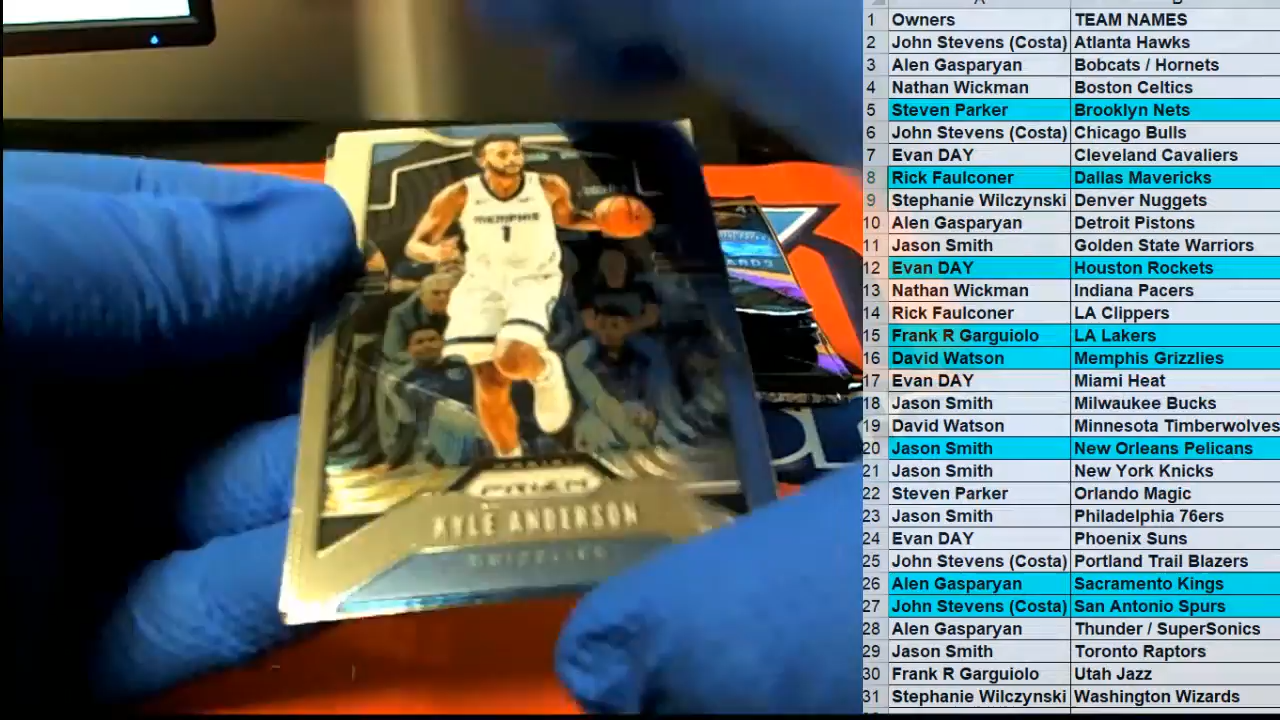 MEMPHIS
1
PRIZM
KYLE ANDERSON
GRIZZLIES
1 Owners TEAM NAMES
2 John Stevens (Costa) Atlanta Hawks
3 Alen Gasparyan Bobcats / Hornets
4 Nathan Wickman Boston Celtics
5 Steven Parker Brooklyn Nets
6 John Stevens (Costa) Chicago Bulls
7 Evan DAY Cleveland Cavaliers
8 Rick Faulconer Dallas Mavericks
9 Stephanie Wilczynski Denver Nuggets
10 Alen Gasparyan Detroit Pistons
11 Jason Smith Golden State Warriors
12 Evan DAY Houston Rockets
13 Nathan Wickman Indiana Pacers
14 Rick Faulconer LA Clippers
15 Frank R Garguiolo LA Lakers
16 David Watson Memphis Grizzlies
17 Evan DAY Miami Heat
18 Jason Smith Milwaukee Bucks
19 David Watson Minnesota Timberwolves
20 Jason Smith New Orleans Pelicans
21 Jason Smith New York Knicks
22 Steven Parker Orlando Magic
23 Jason Smith Philadelphia 76ers
24 Evan DAY Phoenix Suns
25 John Stevens (Costa) Portland Trail Blazers
26 Alen Gasparyan Sacramento Kings
27 John Stevens (Costa) San Antonio Spurs
28 Alen Gasparyan Thunder / SuperSonics
29 Jason Smith Toronto Raptors
30 Frank R Garguiolo Utah Jazz
31 Stephanie Wilczynski Washington Wizards